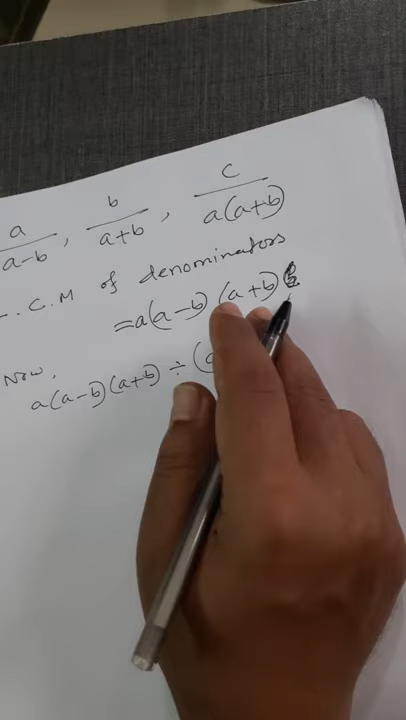 a/a-b, b/a+b, c/a(a+b)
L.C.M of denominators
=a(a-b)(a+b)
Now,
a(a-b)(a+b) ÷ (